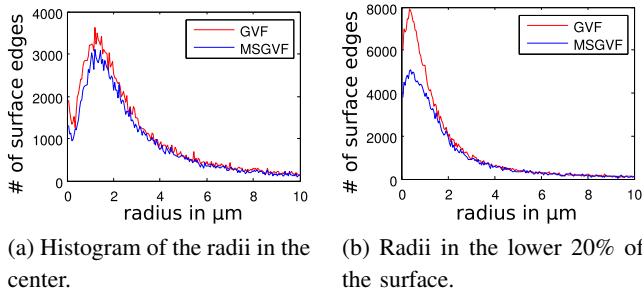 4000
3000
2000
1000
0
0 2 4 6 8 10
# of surface edges
radius in μm
GVF
MSGVF
8000
6000
4000
2000
0
0 2 4 6 8 10
# of surface edges
radius in μm
GVF
MSGVF
(a) Histogram of the radii in the
center.
(b) Radii in the lower 20% of
the surface.